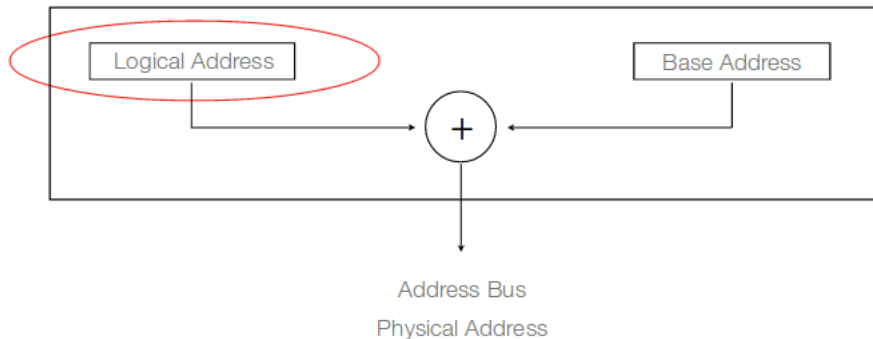 Logical Address
Base Address
+
Address Bus
Physical Address